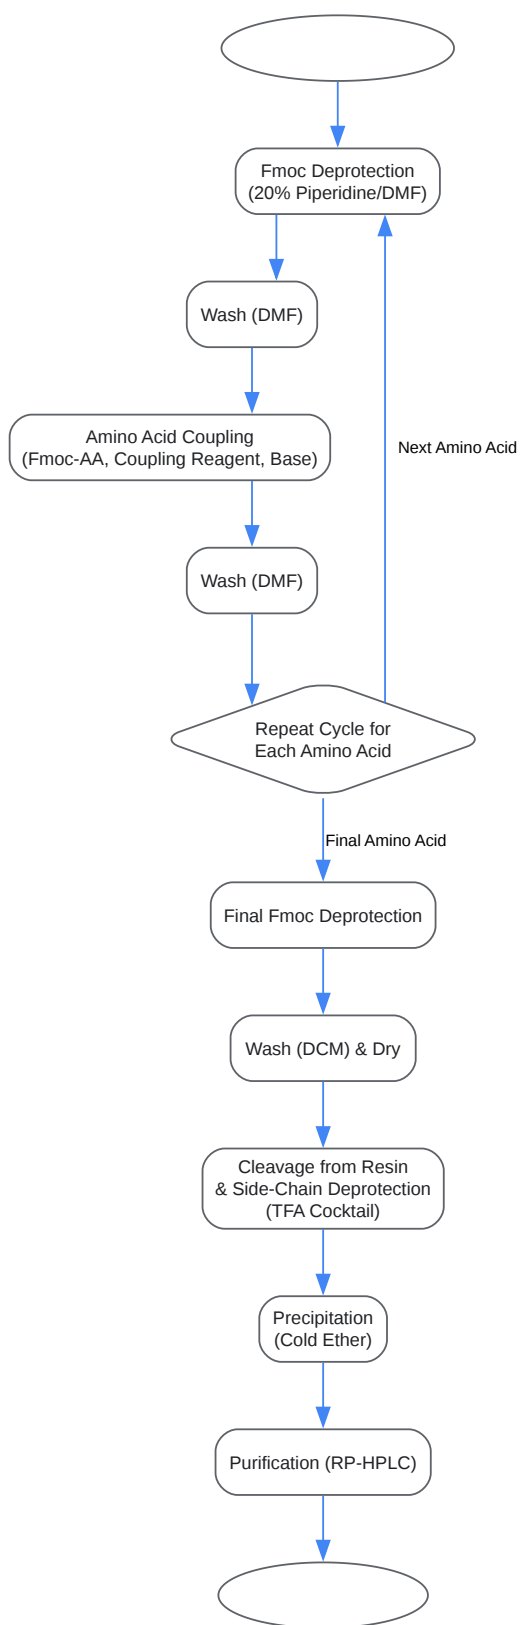 Fmoc Deprotection
(20% Piperidine/DMF)
Wash (DMF)
Amino Acid Coupling
(Fmoc-AA, Coupling Reagent, Base)
Next Amino Acid
Wash (DMF)
Repeat Cycle for
Each Amino Acid
Final Amino Acid
Final Fmoc Deprotection
Wash (DCM) & Dry
Cleavage from Resin
& Side-Chain Deprotection
(TFA Cocktail)
Precipitation
(Cold Ether)
Purification (RP-HPLC)